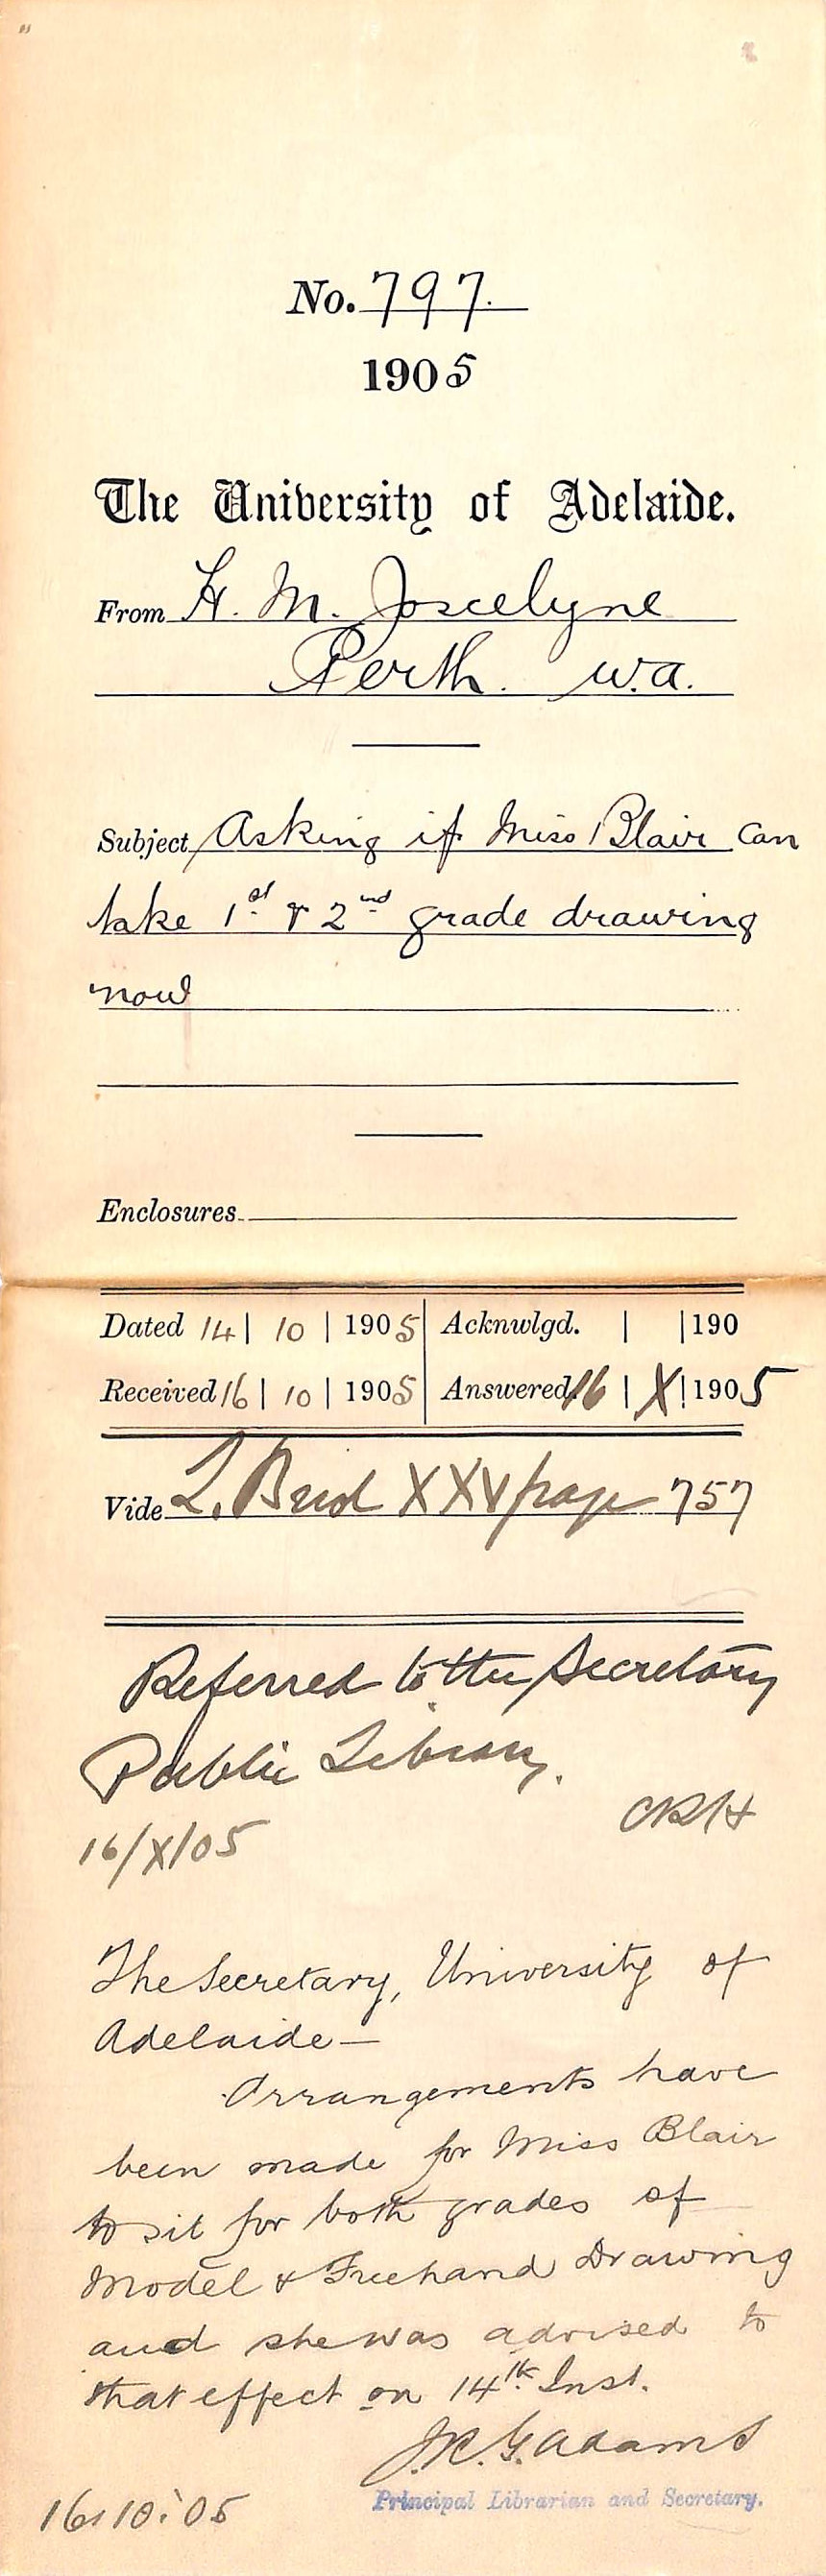 No. 797.
1905
The University of Adelaide.
From H. M. Joscelyne
Perth. W.A.
Subject Asking if Miss Blair can
take 1st & 2nd grade drawing
now
Enclosures
Dated 14 | 10 | 1905 Acknwlgd. | | 190
Received 16 | 10 | 1905 Answered 16 | X | 1905
Vide L. XXV page 757
Referred to the Secretary
Public Library.
CRH
16/X/05
The Secretary, University of
Adelaide —
Arrangements have
been made for Miss Blair
to sit for both grades of
Model & Freehand Drawing
and she was advised to
that effect on 14th Inst.
J.R.G. Adams
Principal Librarian and Secretary.
16:10:05